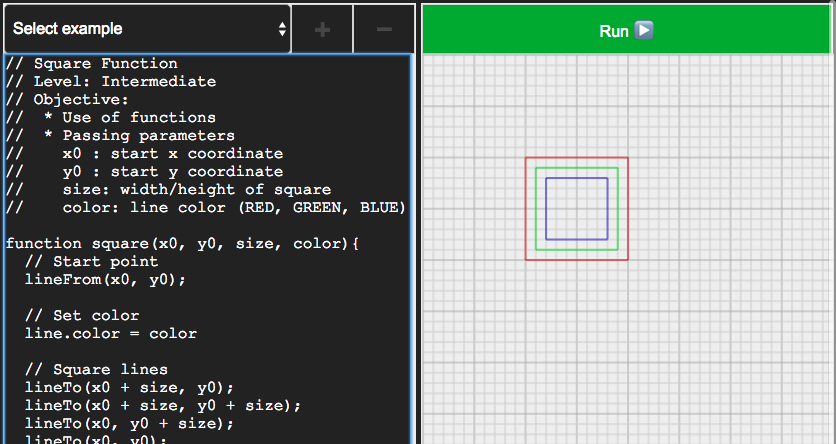 Select example
+
−
Run ▶
// Square Function
// Level: Intermediate
// Objective:
//  * Use of functions
//  * Passing parameters
//    x0 : start x coordinate
//    y0 : start y coordinate
//    size: width/height of square
//    color: line color (RED, GREEN, BLUE)
function square(x0, y0, size, color){
  // Start point
  lineFrom(x0, y0);
  // Set color
  line.color = color
  // Square lines
  lineTo(x0 + size, y0);
  lineTo(x0 + size, y0 + size);
  lineTo(x0, y0 + size);
  lineTo(x0, y0);